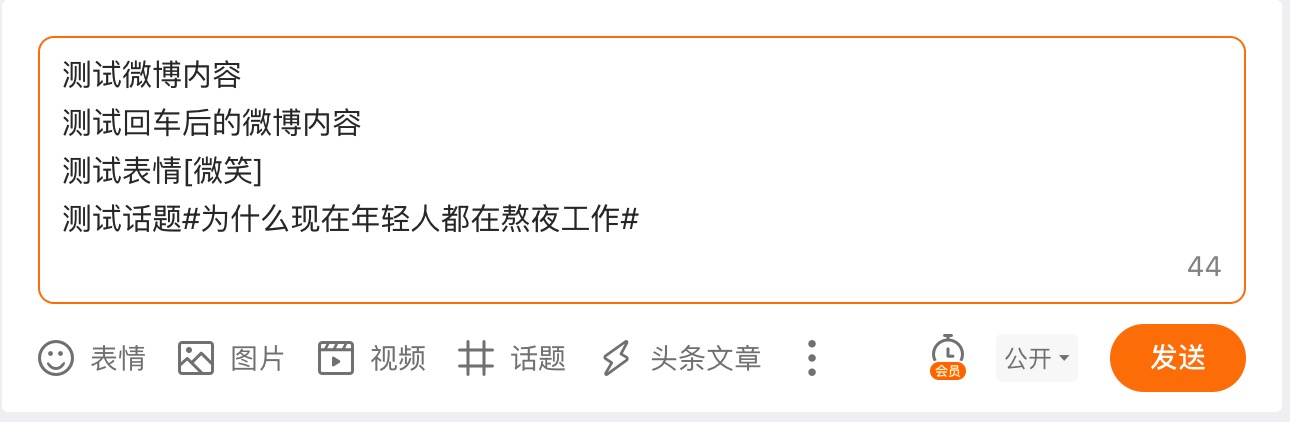 测试微博内容
测试回车后的微博内容
测试表情[微笑]
测试话题#为什么现在年轻人都在熬夜工作#
44
表情 图片 视频 话题 头条文章 会员 公开 发送